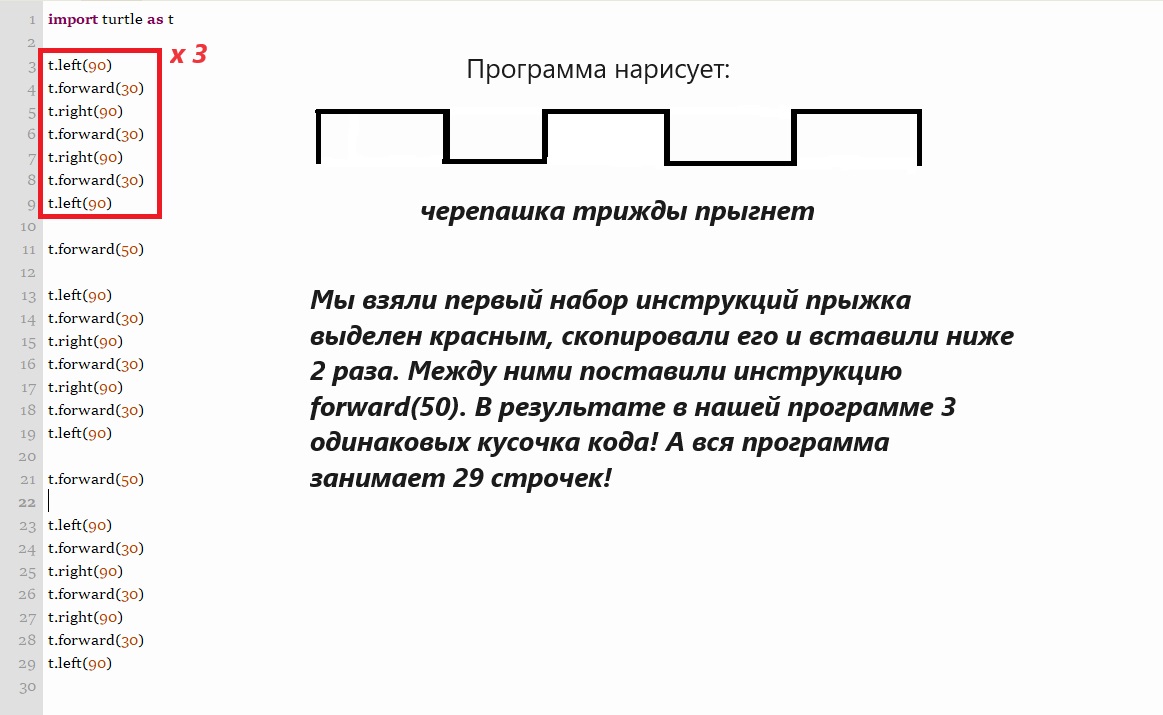 1 import turtle as t
2
3 t.left(90)
4 t.forward(30)
5 t.right(90)
6 t.forward(30)
7 t.right(90)
8 t.forward(30)
9 t.left(90)
10
11 t.forward(50)
12
13 t.left(90)
14 t.forward(30)
15 t.right(90)
16 t.forward(30)
17 t.right(90)
18 t.forward(30)
19 t.left(90)
20
21 t.forward(50)
22
23 t.left(90)
24 t.forward(30)
25 t.right(90)
26 t.forward(30)
27 t.right(90)
28 t.forward(30)
29 t.left(90)
30
x 3
Программа нарисует:
черепашка трижды прыгнет
Мы взяли первый набор инструкций прыжка
выделен красным, скопировали его и вставили ниже
2 раза. Между ними поставили инструкцию
forward(50). В результате в нашей программе 3
одинаковых кусочка кода! А вся программа
занимает 29 строчек!